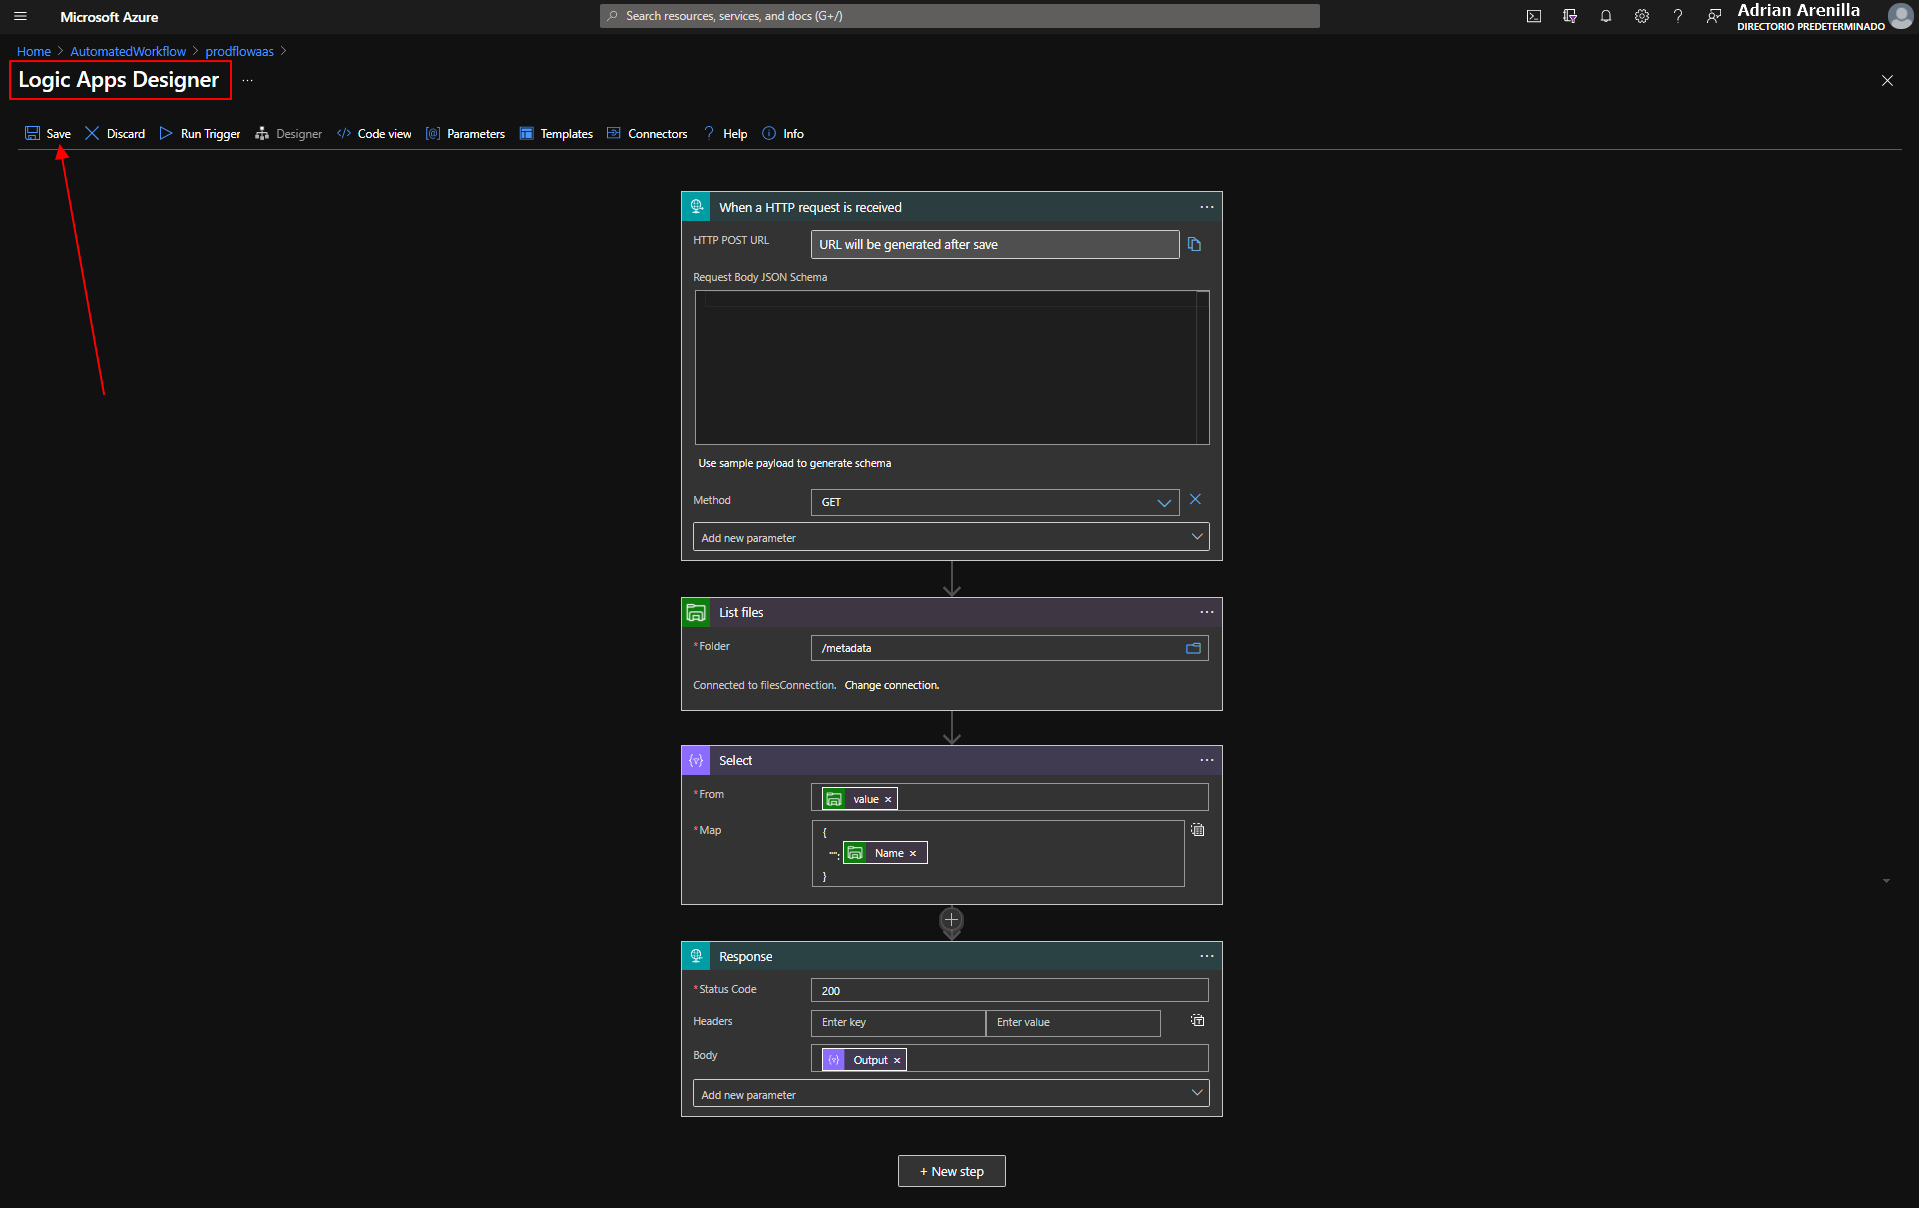 Microsoft Azure
Search resources, services, and docs (G+/)
Adrian Arenilla
DIRECTORIO PREDETERMINADO
Home > AutomatedWorkflow > prodflowaas >
Logic Apps Designer ...
Save Discard Run Trigger Designer Code view Parameters Templates Connectors ? Help Info
When a HTTP request is received ...
HTTP POST URL URL will be generated after save
Request Body JSON Schema
Use sample payload to generate schema
Method GET
Add new parameter
List files ...
*Folder /metadata
Connected to filesConnection. Change connection.
Select ...
*From value ×
*Map {
"": Name ×
}
Response ...
*Status Code 200
Headers Enter key Enter value
Body Output ×
Add new parameter
+ New step